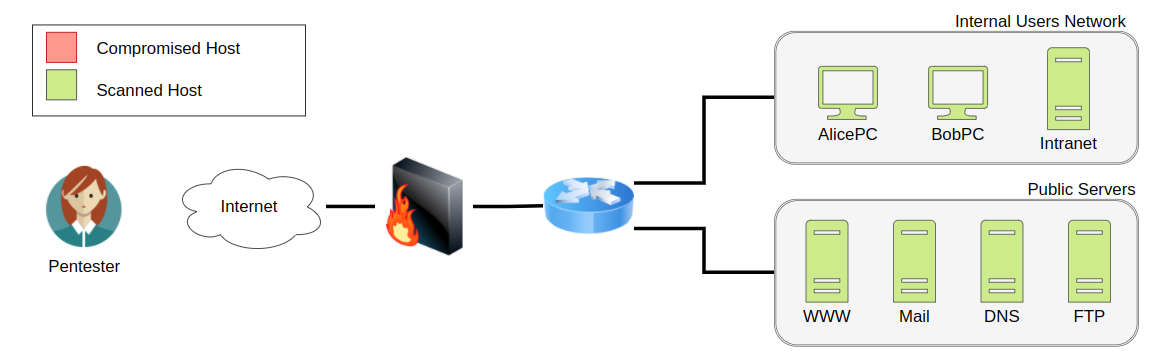 Compromised Host
Scanned Host
Pentester
Internet
Internal Users Network
AlicePC
BobPC
Intranet
Public Servers
WWW
Mail
DNS
FTP